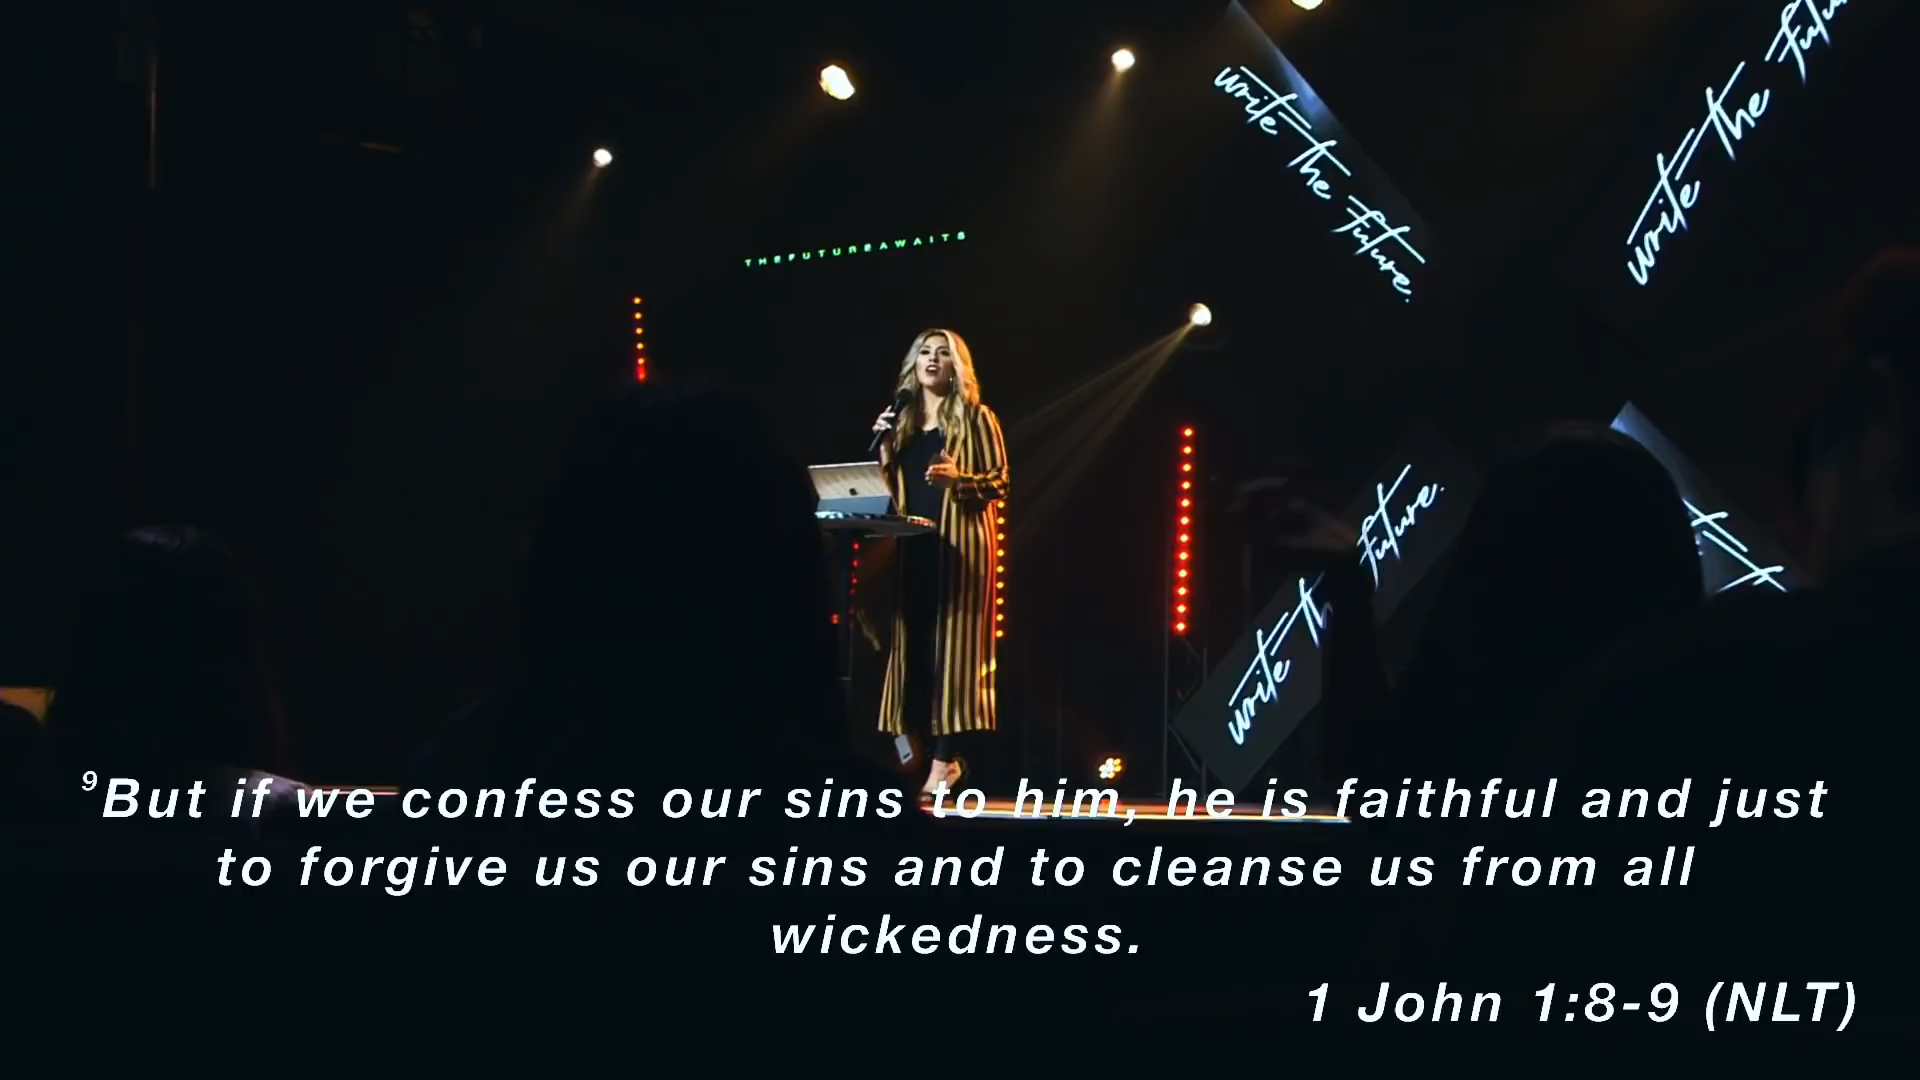 write the future.
write the Futu
THEFUTUREAWAITS
future.
write th
⁹But if we confess our sins to him, he is faithful and just
to forgive us our sins and to cleanse us from all
wickedness.
1 John 1:8-9 (NLT)